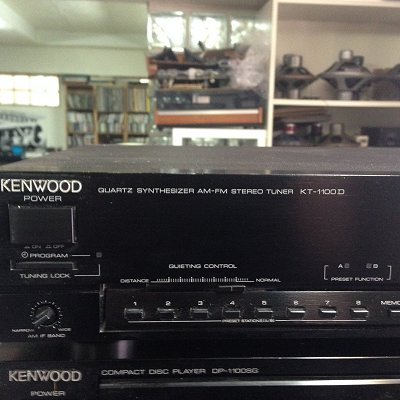 KENWOOD
QUARTZ SYNTHESIZER AM-FM STEREO TUNER KT-1100D
POWER
ON OFF
PROGRAM
TUNING LOCK
QUIETING CONTROL
DISTANCE NORMAL
A B
PRESET FUNCTION
1 2 3 4 5 6 7 8 MEMO
NARROW WIDE
AM IF BAND
PRESET STATIONS
KENWOOD
COMPACT DISC PLAYER DP-1100SG
POWER